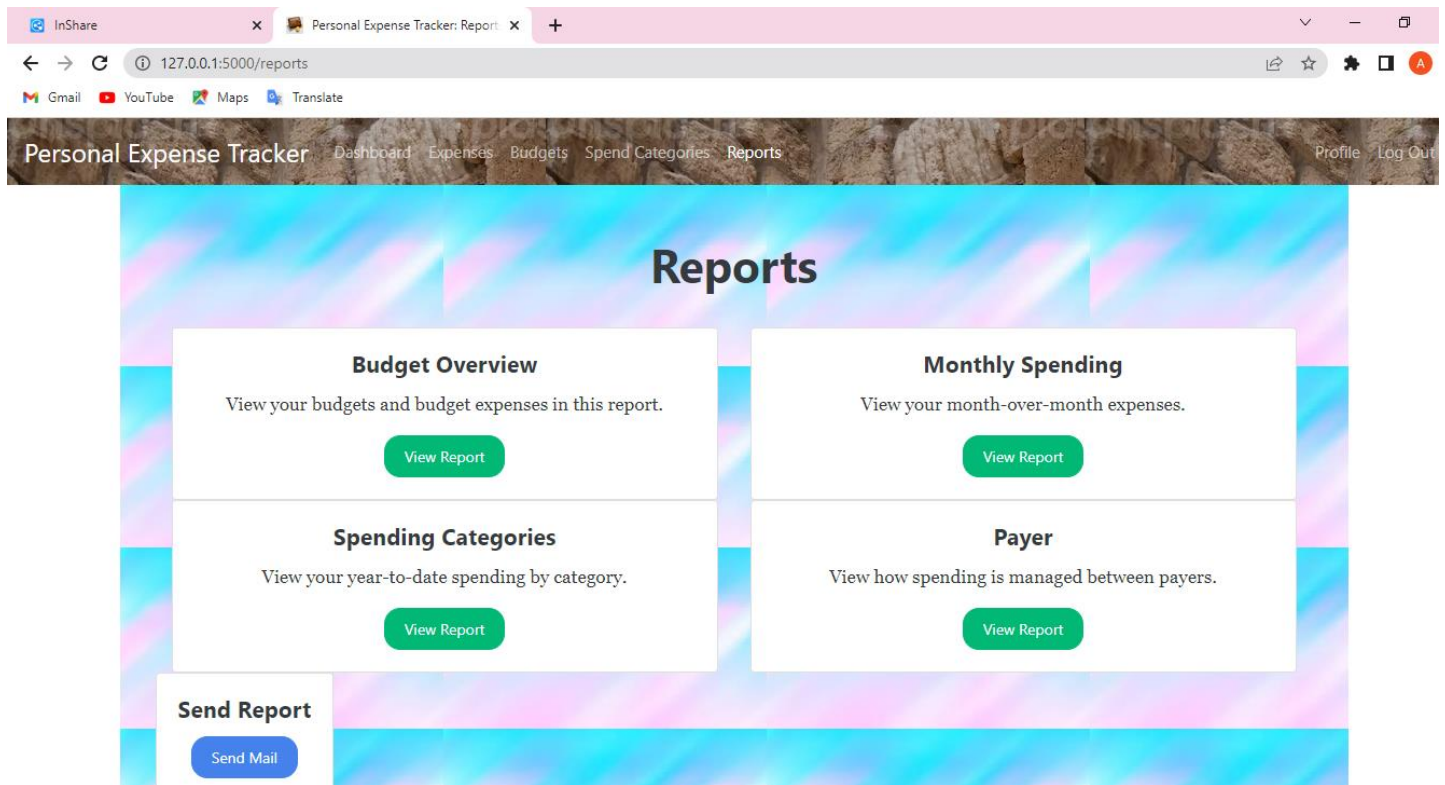 InShare
Personal Expense Tracker: Report
127.0.0.1:5000/reports
A
Gmail YouTube Maps Translate
Personal Expense Tracker Dashboard Expenses Budgets Spend Categories Reports Profile Log Out
Reports
Budget Overview
View your budgets and budget expenses in this report.
View Report
Monthly Spending
View your month-over-month expenses.
View Report
Spending Categories
View your year-to-date spending by category.
View Report
Payer
View how spending is managed between payers.
View Report
Send Report
Send Mail